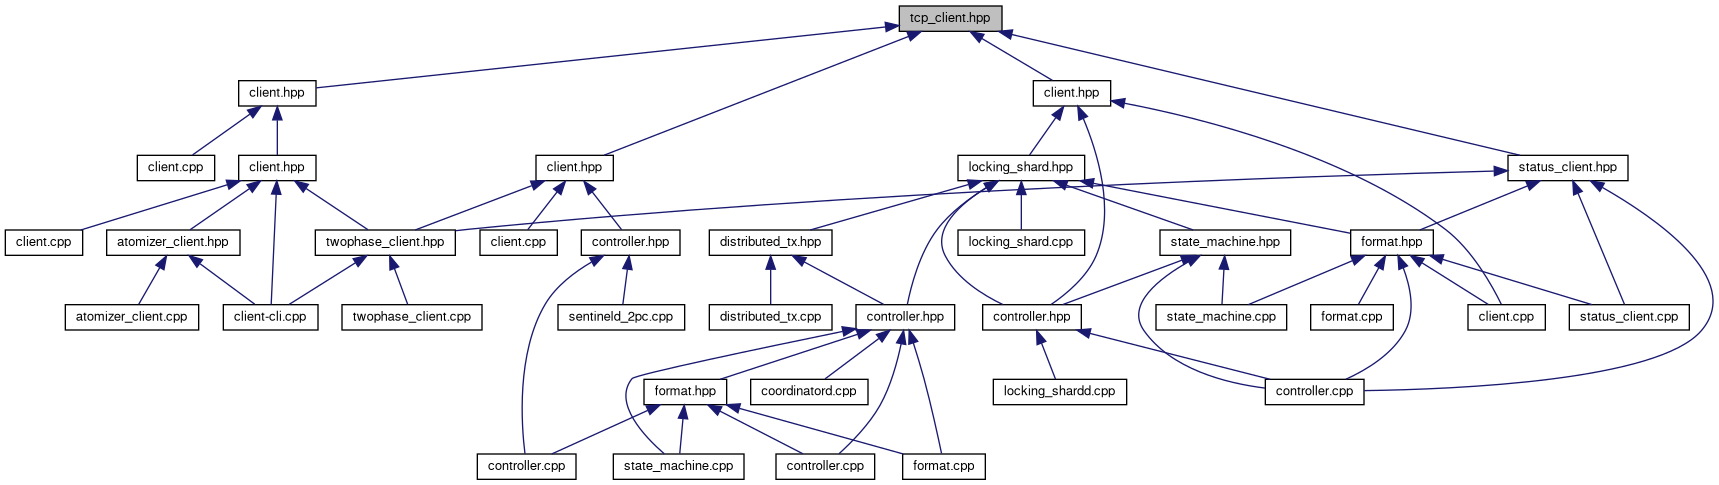 tcp_client.hpp
client.hpp
client.hpp
client.cpp
client.hpp
client.hpp
locking_shard.hpp
status_client.hpp
client.cpp
atomizer_client.hpp
twophase_client.hpp
client.cpp
controller.hpp
distributed_tx.hpp
locking_shard.cpp
state_machine.hpp
format.hpp
atomizer_client.cpp
client-cli.cpp
twophase_client.cpp
sentineld_2pc.cpp
distributed_tx.cpp
controller.hpp
controller.hpp
state_machine.cpp
format.cpp
client.cpp
status_client.cpp
format.hpp
coordinatord.cpp
locking_shardd.cpp
controller.cpp
controller.cpp
state_machine.cpp
controller.cpp
format.cpp